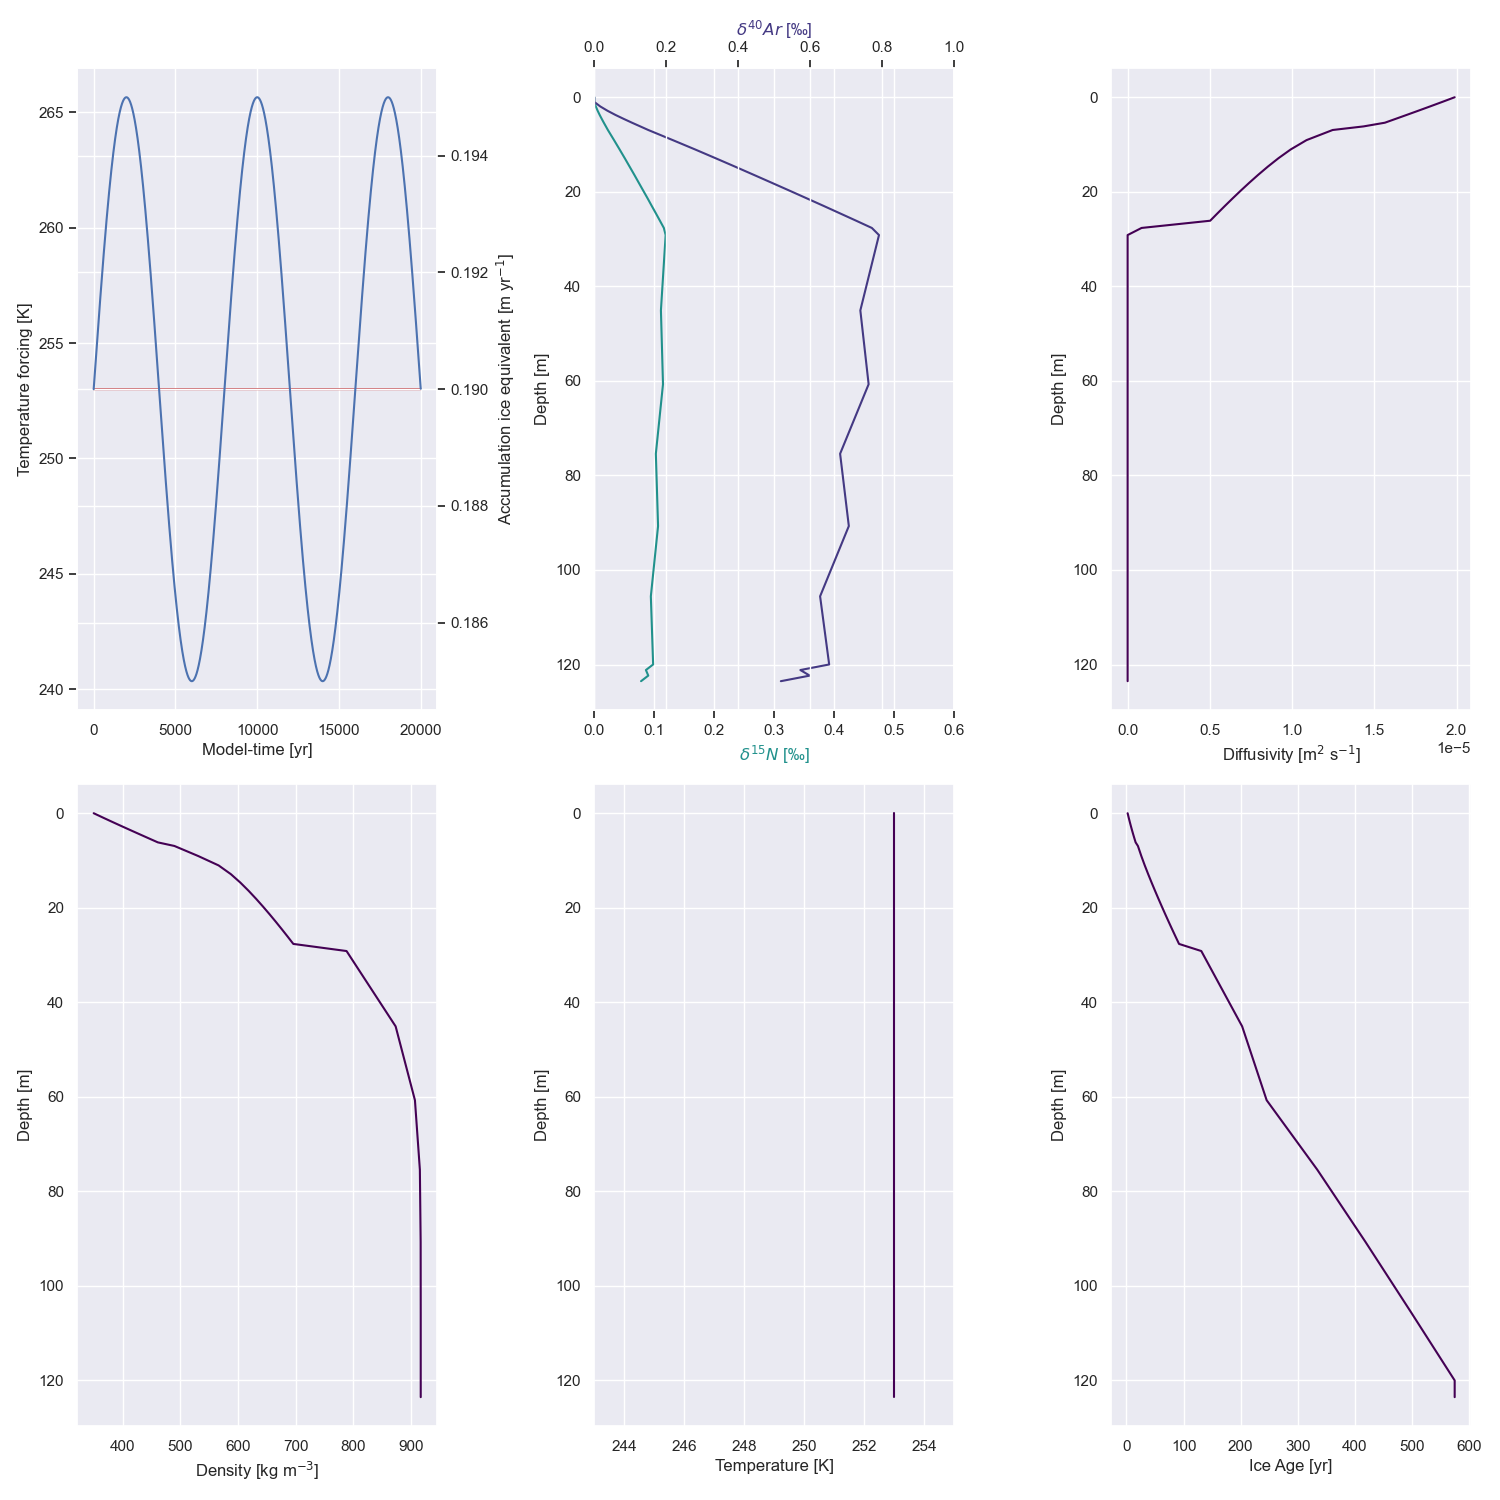 δ⁴⁰Ar [‰]
0.0 0.2 0.4 0.6 0.8 1.0
Temperature forcing [K]
265
260
255
250
245
240
0 5000 10000 15000 20000
Model-time [yr]
Accumulation ice equivalent [m yr⁻¹]
0.194
0.192
0.190
0.188
0.186
Depth [m]
0
20
40
60
80
100
120
0.0 0.1 0.2 0.3 0.4 0.5 0.6
δ¹⁵N [‰]
Depth [m]
0
20
40
60
80
100
120
0.0 0.5 1.0 1.5 2.0
1e-5
Diffusivity [m² s⁻¹]
Depth [m]
0
20
40
60
80
100
120
400 500 600 700 800 900
Density [kg m⁻³]
Depth [m]
0
20
40
60
80
100
120
244 246 248 250 252 254
Temperature [K]
Depth [m]
0
20
40
60
80
100
120
0 100 200 300 400 500 600
Ice Age [yr]